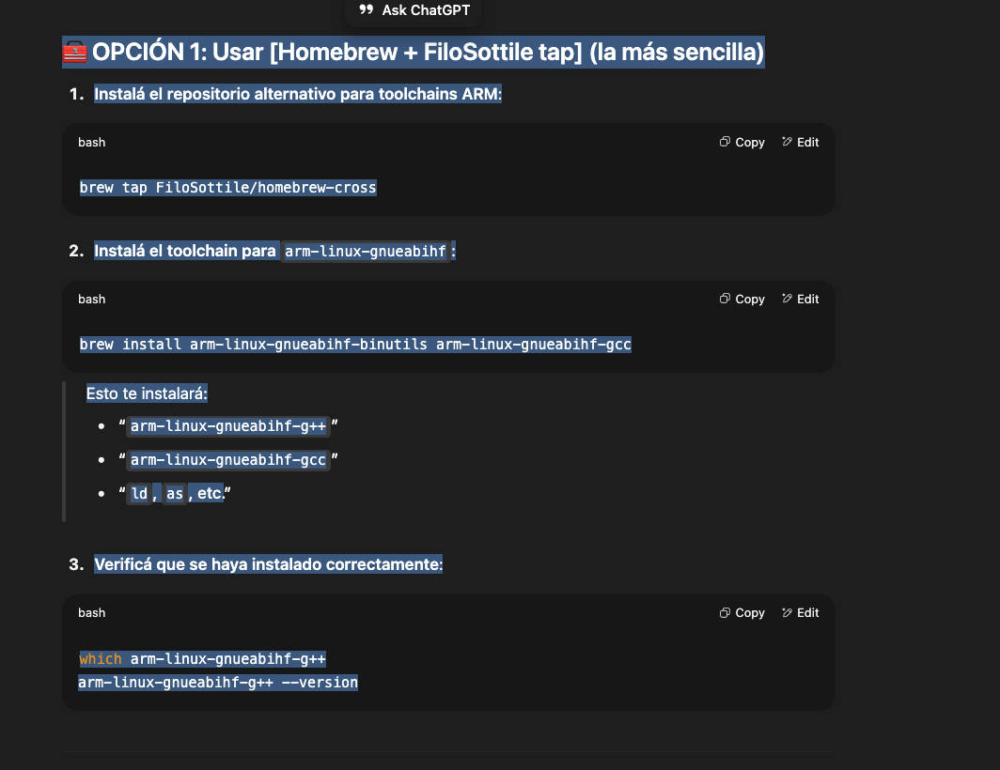 " Ask ChatGPT
🧰 OPCIÓN 1: Usar [Homebrew + FiloSottile tap] (la más sencilla)
1. Instalá el repositorio alternativo para toolchains ARM:
bash Copy Edit
brew tap FiloSottile/homebrew-cross
2. Instalá el toolchain para arm-linux-gnueabihf :
bash Copy Edit
brew install arm-linux-gnueabihf-binutils arm-linux-gnueabihf-gcc
Esto te instalará:
• “ arm-linux-gnueabihf-g++ ”
• “ arm-linux-gnueabihf-gcc ”
• “ ld , as , etc.”
3. Verificá que se haya instalado correctamente:
bash Copy Edit
which arm-linux-gnueabihf-g++
arm-linux-gnueabihf-g++ --version